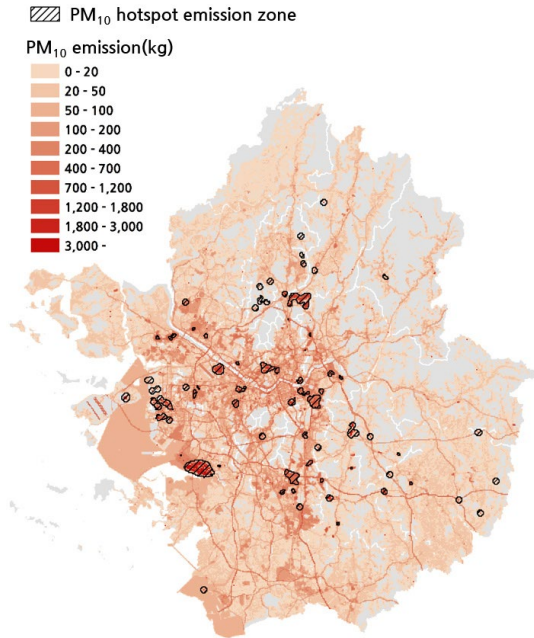 PM₁₀ hotspot emission zone
PM₁₀ emission(kg)
0 - 20
20 - 50
50 - 100
100 - 200
200 - 400
400 - 700
700 - 1,200
1,200 - 1,800
1,800 - 3,000
3,000 -